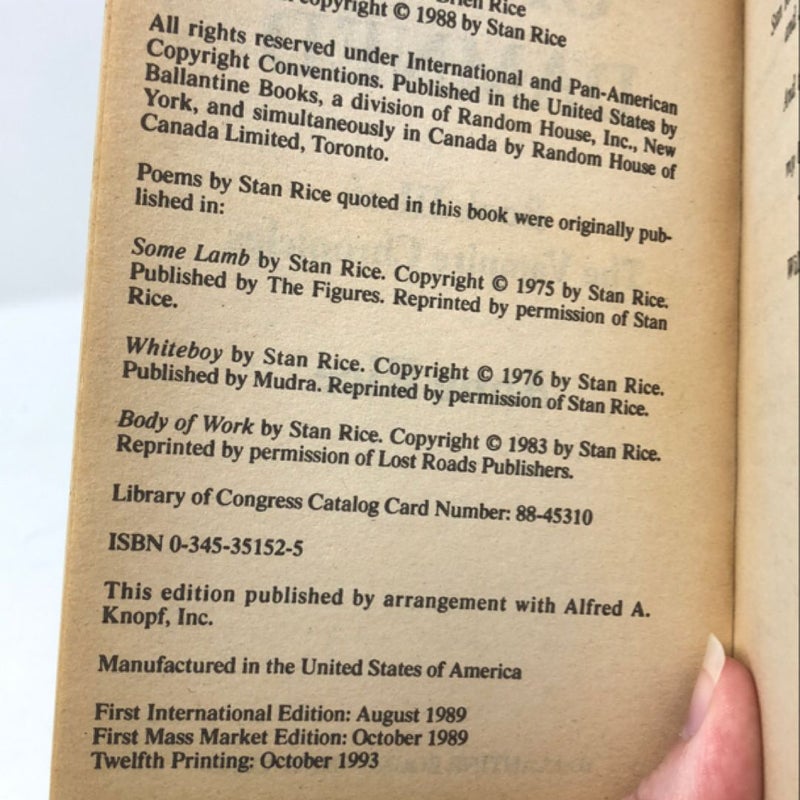 Rice
copyright © 1988 by Stan Rice
All rights reserved under International and Pan-American
Copyright Conventions. Published in the United States by
Ballantine Books, a division of Random House, Inc., New
York, and simultaneously in Canada by Random House of
Canada Limited, Toronto.
Poems by Stan Rice quoted in this book were originally pub-
lished in:
Some Lamb by Stan Rice. Copyright © 1975 by Stan Rice.
Published by The Figures. Reprinted by permission of Stan
Rice.
Whiteboy by Stan Rice. Copyright © 1976 by Stan Rice.
Published by Mudra. Reprinted by permission of Stan Rice.
Body of Work by Stan Rice. Copyright © 1983 by Stan Rice.
Reprinted by permission of Lost Roads Publishers.
Library of Congress Catalog Card Number: 88-45310
ISBN 0-345-35152-5
This edition published by arrangement with Alfred A.
Knopf, Inc.
Manufactured in the United States of America
First International Edition: August 1989
First Mass Market Edition: October 1989
Twelfth Printing: October 1993